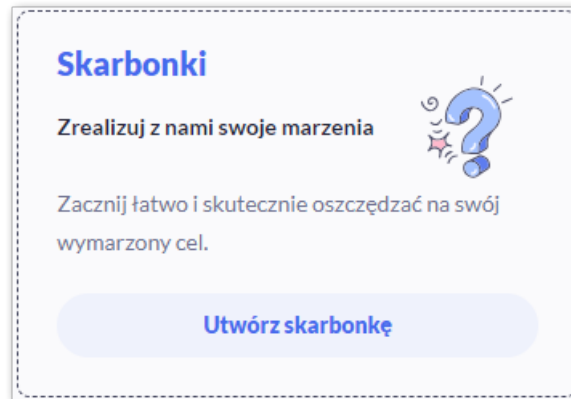 Skarbonki
Zrealizuj z nami swoje marzenia
Zacznij łatwo i skutecznie oszczędzać na swój
wymarzony cel.
Utwórz skarbonkę